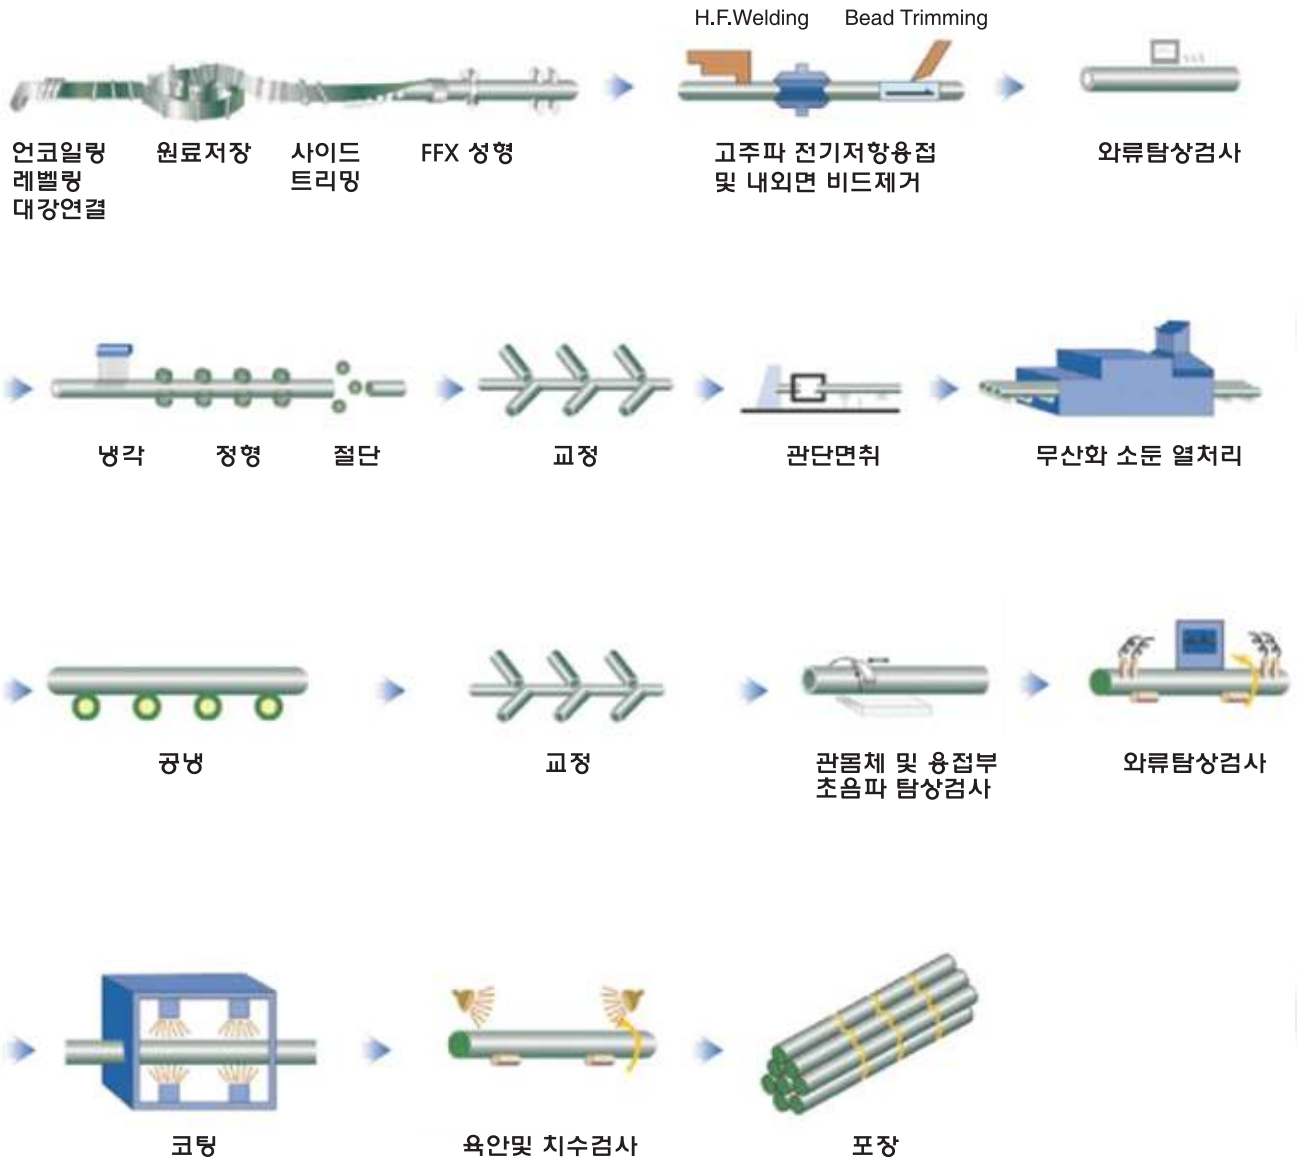 H.F.Welding Bead Trimming
언코일링 원료저장 사이드 FFX 성형 고주파 전기저항용접 와류탐상검사
레벨링 트리밍 및 내외면 비드제거
대강연결
냉각 정형 절단 교정 관단면취 무산화 소둔 열처리
공냉 교정 관몸체 및 용접부 와류탐상검사
초음파 탐상검사
코팅 육안및 치수검사 포장